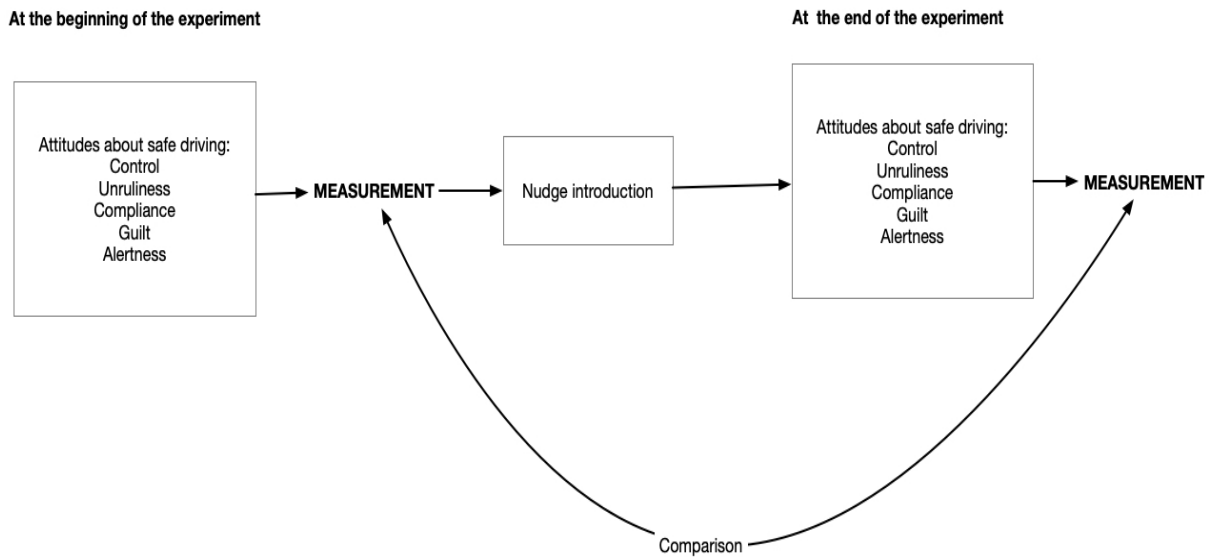 At the beginning of the experiment
At the end of the experiment
Attitudes about safe driving:
Control
Unruliness
Compliance
Guilt
Alertness
MEASUREMENT
Nudge introduction
Attitudes about safe driving:
Control
Unruliness
Compliance
Guilt
Alertness
MEASUREMENT
Comparison